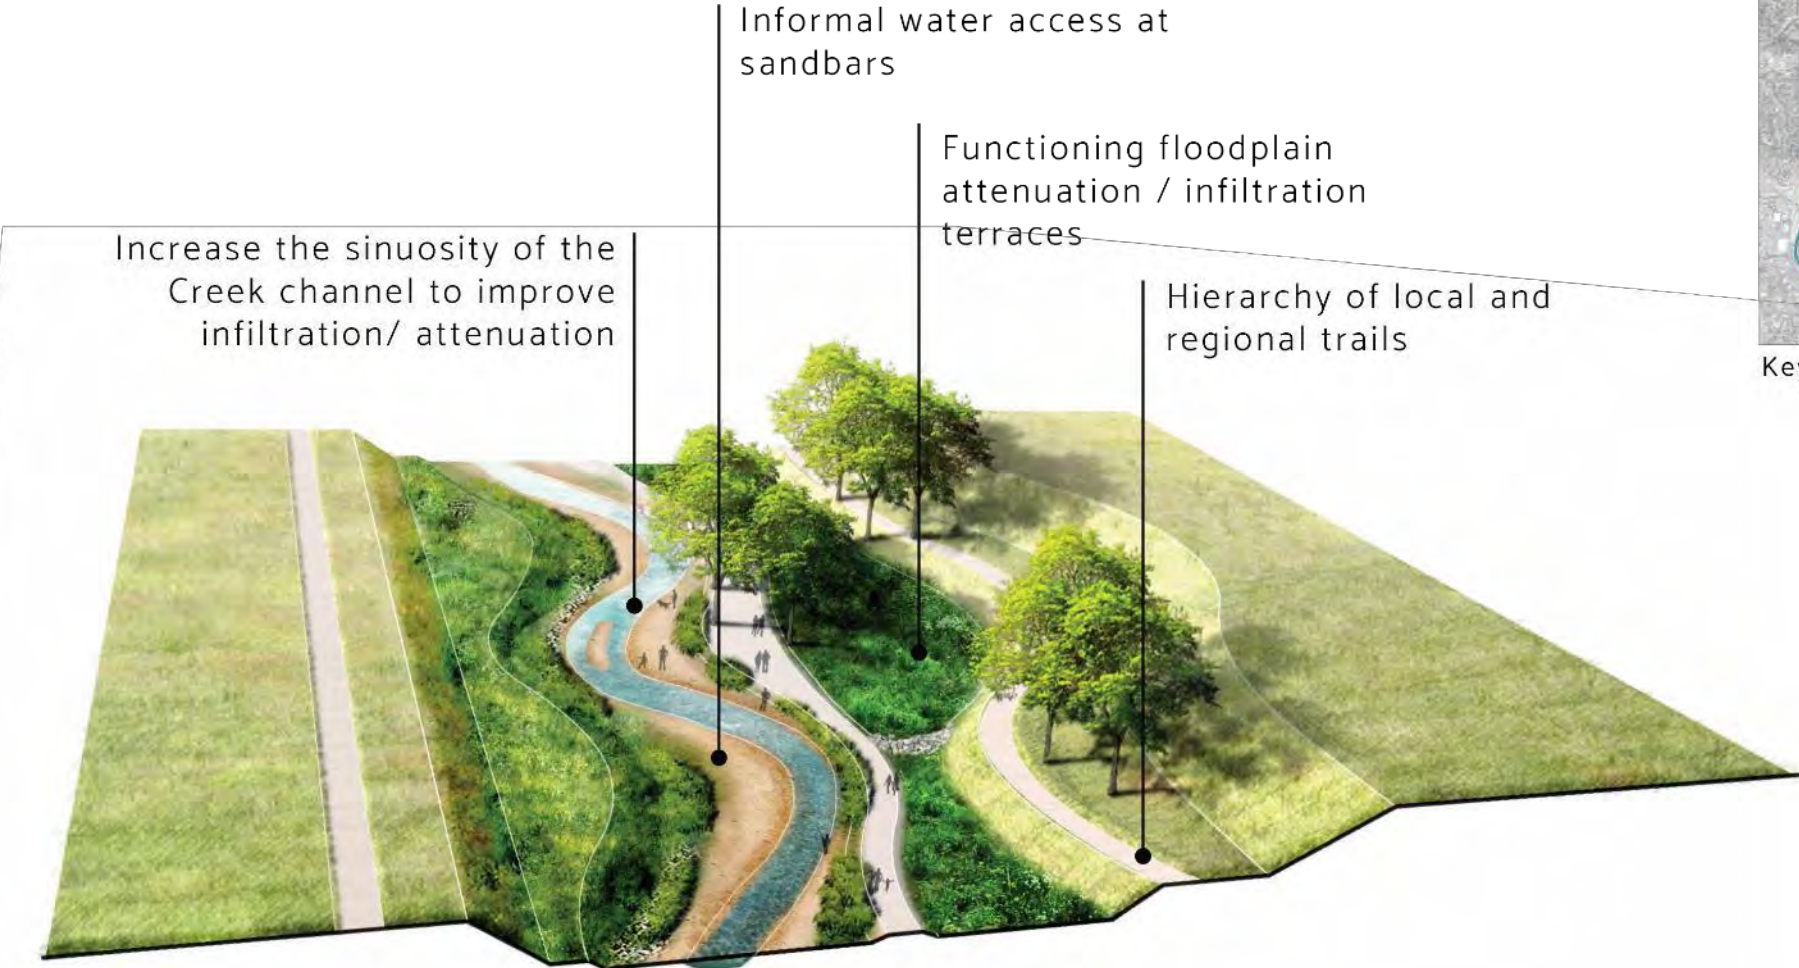 Informal water access at
sandbars
Functioning floodplain
attenuation / infiltration
terraces
Increase the sinuosity of the
Creek channel to improve
infiltration/ attenuation
Hierarchy of local and
regional trails